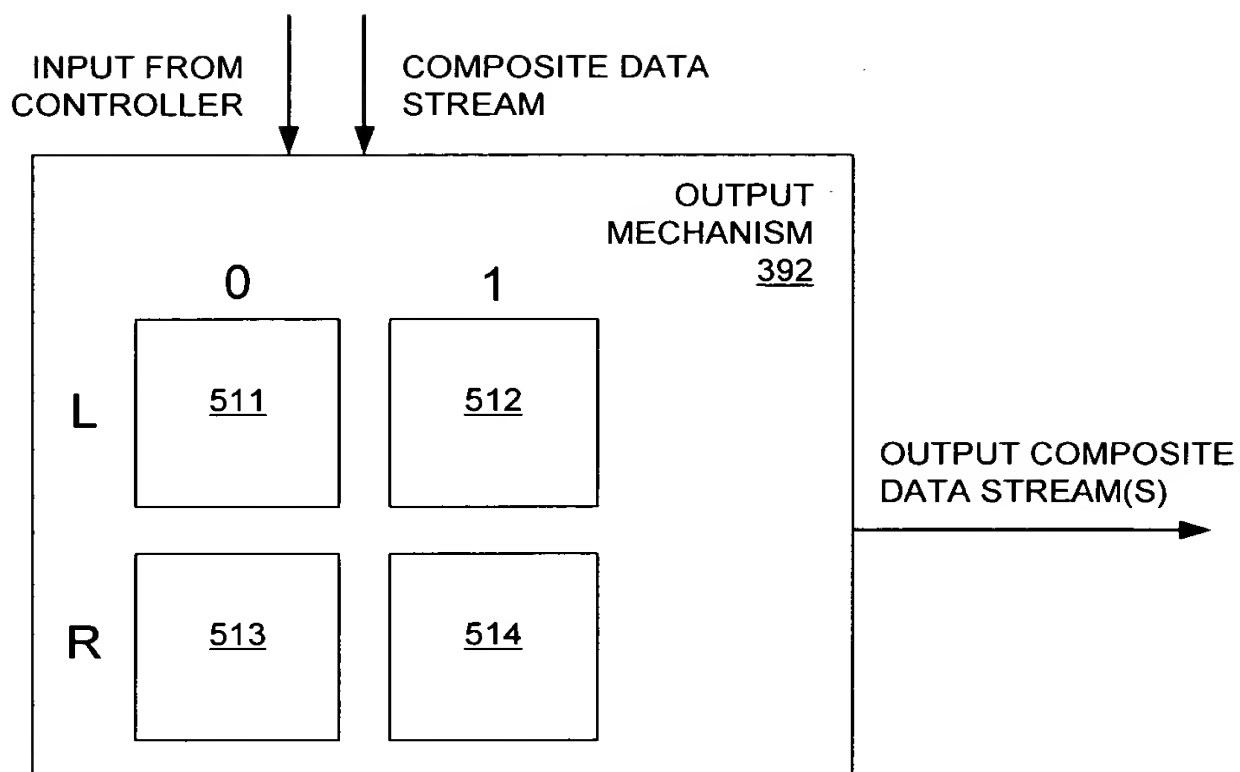 INPUT FROM
CONTROLLER
COMPOSITE DATA
STREAM
OUTPUT
MECHANISM
392
0 1
L 511 512
OUTPUT COMPOSITE
DATA STREAM(S)
R 513 514